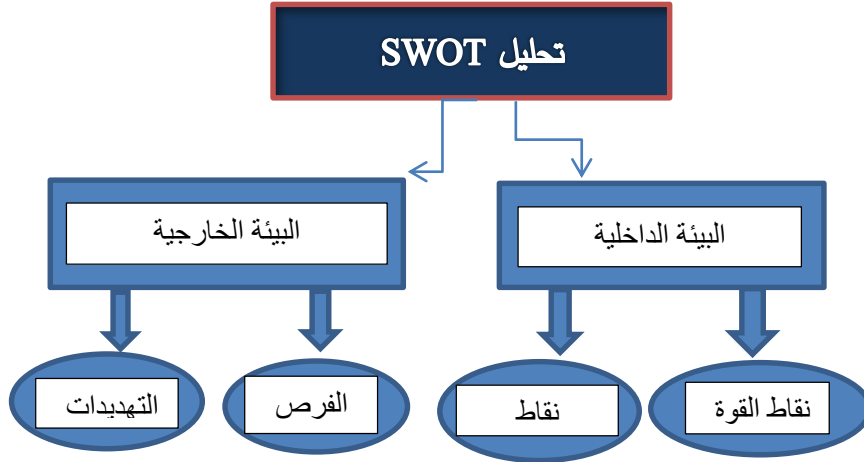 تحليل SWOT
البيئة الداخلية
البيئة الخارجية
نقاط القوة
نقاط
الفرص
التهديدات